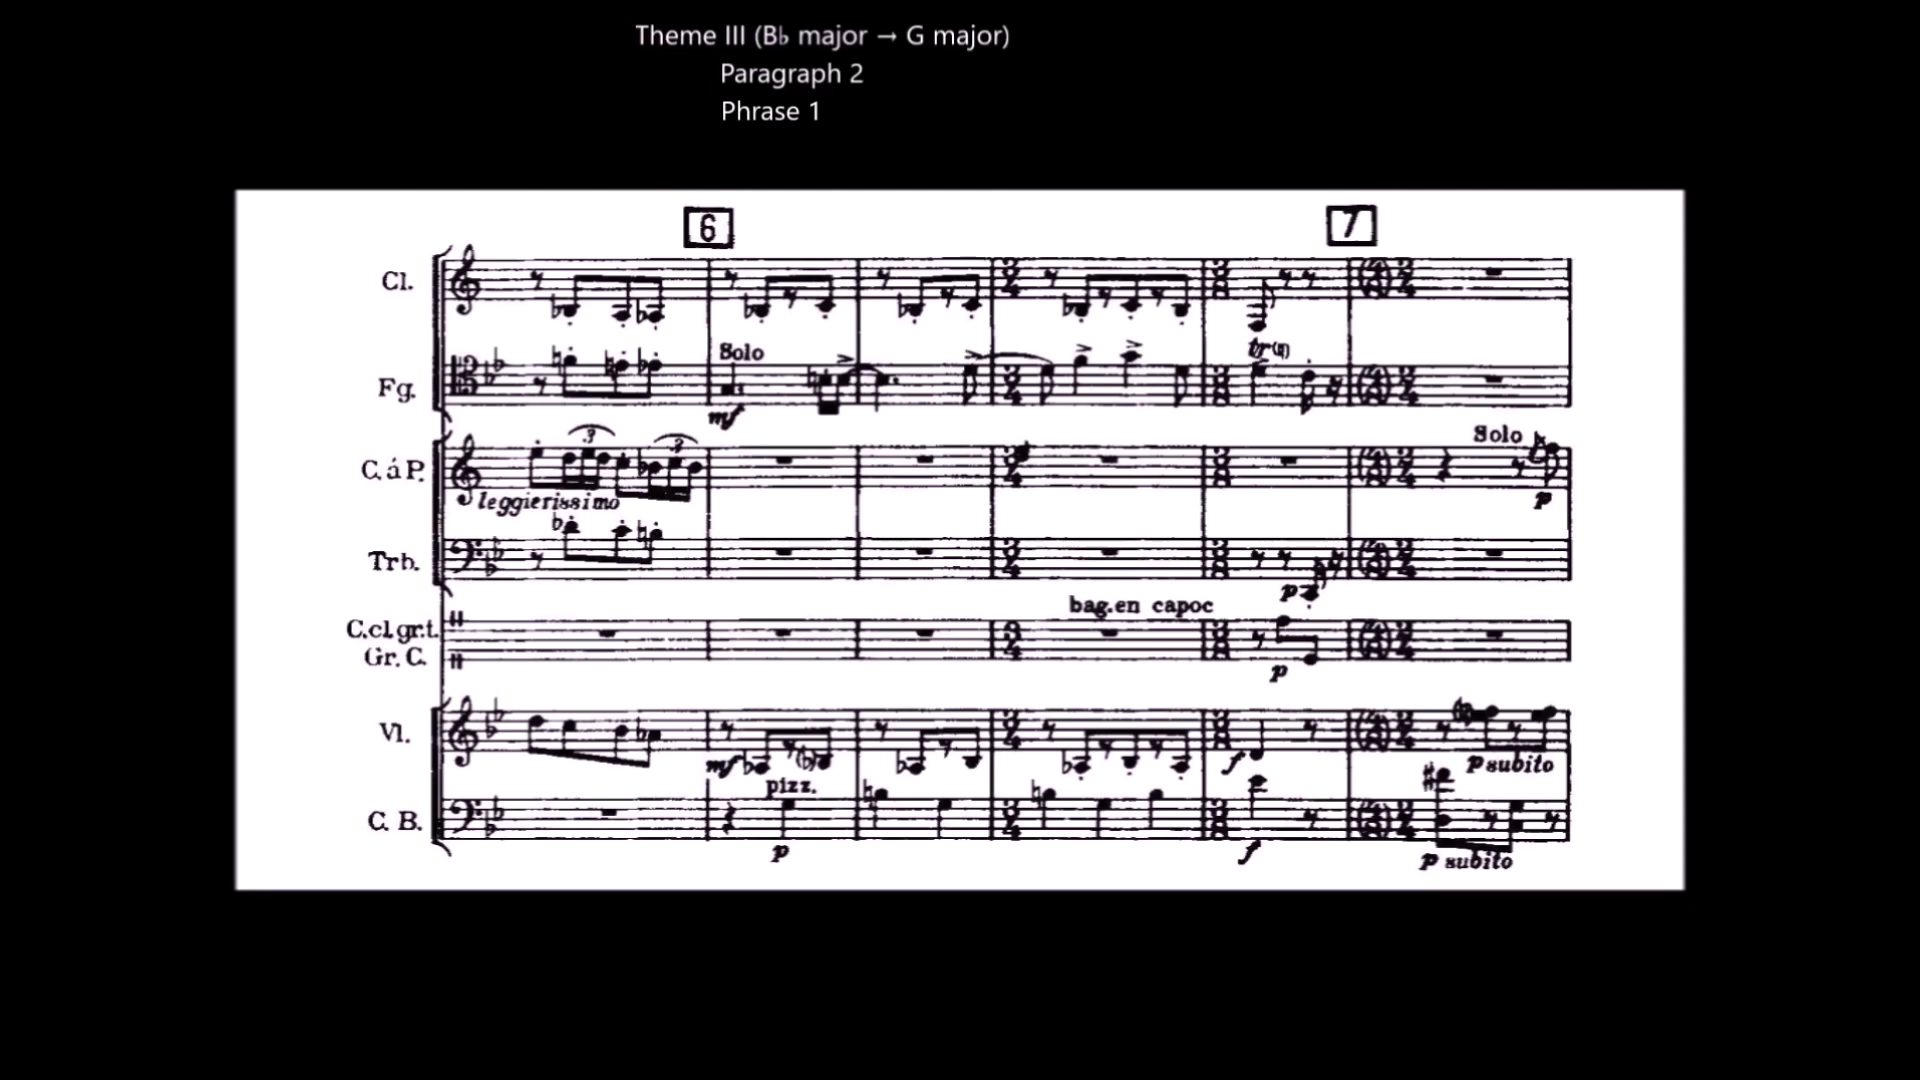 Theme III (B♭ major → G major)
Paragraph 2
Phrase 1
6
7
Cl.
Solo
tr(♮)
Fg.
mf
3
3
Solo
C. à P.
leggierissimo
p
Trb.
p
bag. en capoc
C. cl. gr. t.
Gr. C.
p
Vl.
mf
f
p subito
pizz.
C. B.
p
f
p subito